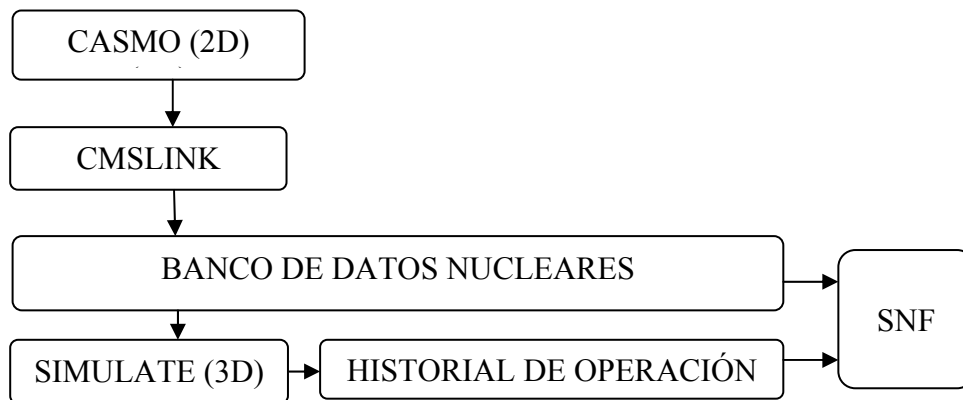 CASMO (2D)
CMSLINK
BANCO DE DATOS NUCLEARES
SNF
SIMULATE (3D)
HISTORIAL DE OPERACIÓN